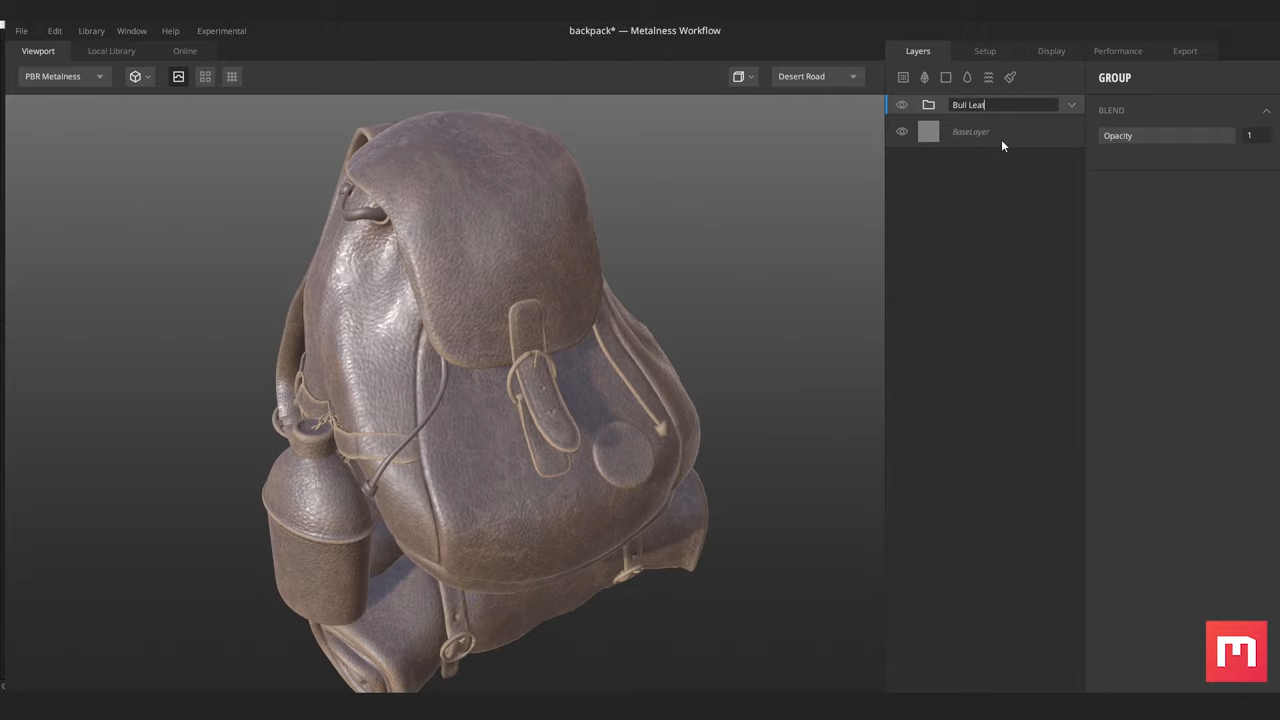 File Edit Library Window Help Experimental
backpack* — Metalness Workflow
Viewport Local Library Online
Layers Setup Display Performance Export
PBR Metalness
Desert Road
GROUP
Bull Leat
BLEND
BaseLayer
Opacity 1